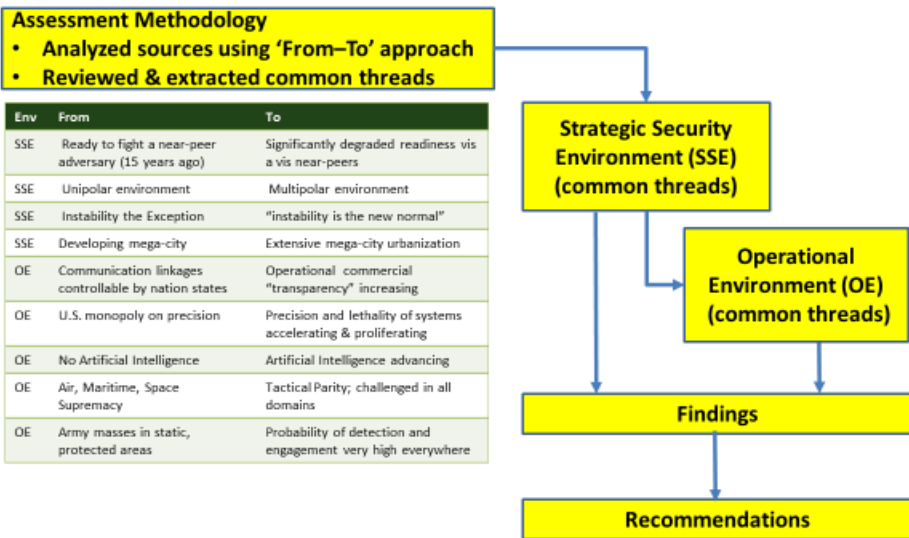 Assessment Methodology
• Analyzed sources using ‘From–To’ approach
• Reviewed & extracted common threads
Env From To
SSE Ready to fight a near-peer adversary (15 years ago) Significantly degraded readiness vis a vis near-peers
SSE Unipolar environment Multipolar environment
SSE Instability the Exception “instability is the new normal”
SSE Developing mega-city Extensive mega-city urbanization
OE Communication linkages controllable by nation states Operational commercial “transparency” increasing
OE U.S. monopoly on precision Precision and lethality of systems accelerating & proliferating
OE No Artificial Intelligence Artificial Intelligence advancing
OE Air, Maritime, Space Supremacy Tactical Parity; challenged in all domains
OE Army masses in static, protected areas Probability of detection and engagement very high everywhere
Strategic Security
Environment (SSE)
(common threads)
Operational
Environment (OE)
(common threads)
Findings
Recommendations